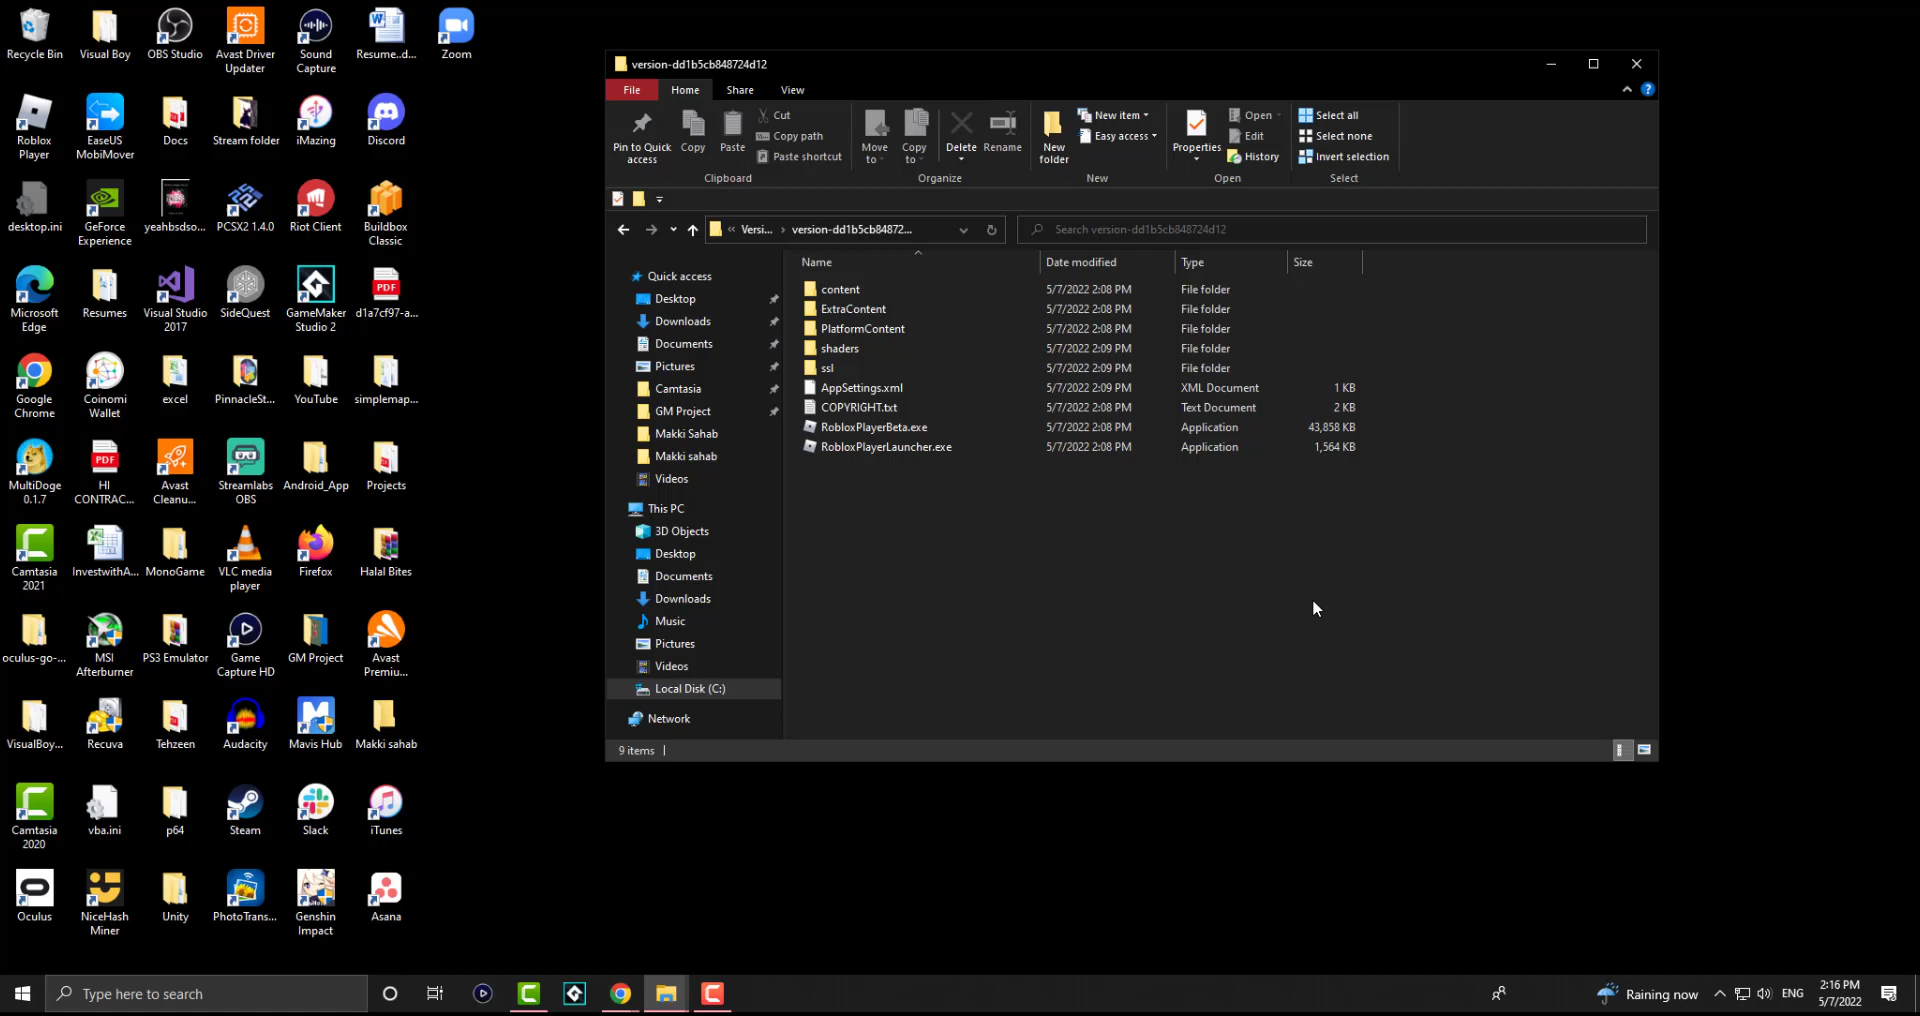 Recycle Bin
Visual Boy
OBS Studio
Avast Driver
Updater
Sound
Capture
Resume..d...
Zoom
Roblox
Player
EaseUS
MobiMover
Docs
Stream folder
iMazing
Discord
desktop.ini
GeForce
Experience
yeahbsdso...
PCSX2 1.4.0
Riot Client
Buildbox
Classic
Microsoft
Edge
Resumes
Visual Studio
2017
SideQuest
GameMaker
Studio 2
PDF
d1a7cf97-a...
Google
Chrome
Coinomi
Wallet
excel
PinnacleSt...
YouTube
simplemap...
MultiDoge
0.1.7
PDF
HI
CONTRAC...
Avast
Cleanu...
Streamlabs
OBS
Android_App
Projects
Camtasia
2021
InvestwithA...
MonoGame
VLC media
player
Firefox
Halal Bites
oculus-go-...
MSI
Afterburner
PS3 Emulator
Game
Capture HD
GM Project
Avast
Premiu...
VisualBoy...
Recuva
Tehzeen
Audacity
Mavis Hub
Makki sahab
Camtasia
2020
vba.ini
p64
Steam
Slack
iTunes
Oculus
NiceHash
Miner
Unity
PhotoTrans...
Genshin
Impact
Asana
version-dd1b5cb848724d12
File Home Share View
Pin to Quick
access
Copy
Paste
Cut
Copy path
Paste shortcut
Clipboard
Move
to
Copy
to
Delete
Rename
Organize
New
folder
New item
Easy access
New
Properties
Open
Edit
History
Open
Select all
Select none
Invert selection
Select
« Versi... › version-dd1b5cb84872...
Search version-dd1b5cb848724d12
Quick access
Desktop
Downloads
Documents
Pictures
Camtasia
GM Project
Makki Sahab
Makki sahab
Videos
This PC
3D Objects
Desktop
Documents
Downloads
Music
Pictures
Videos
Local Disk (C:)
Network
Name Date modified Type Size
content 5/7/2022 2:08 PM File folder
ExtraContent 5/7/2022 2:08 PM File folder
PlatformContent 5/7/2022 2:08 PM File folder
shaders 5/7/2022 2:09 PM File folder
ssl 5/7/2022 2:09 PM File folder
AppSettings.xml 5/7/2022 2:09 PM XML Document 1 KB
COPYRIGHT.txt 5/7/2022 2:08 PM Text Document 2 KB
RobloxPlayerBeta.exe 5/7/2022 2:08 PM Application 43,858 KB
RobloxPlayerLauncher.exe 5/7/2022 2:08 PM Application 1,564 KB
9 items
Type here to search
Raining now
ENG
2:16 PM
5/7/2022